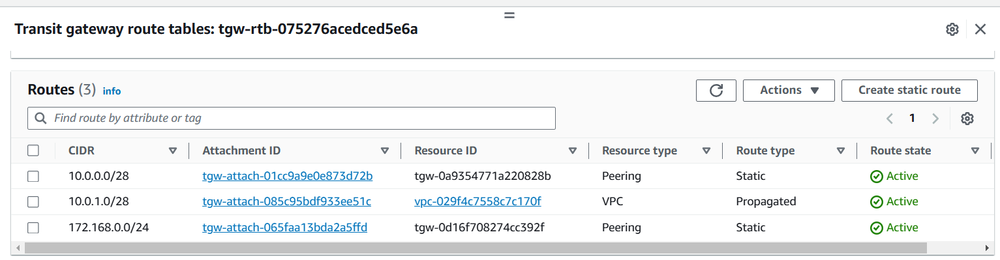 Transit gateway route tables: tgw-rtb-075276acedced5e6a
Routes (3) info
Actions
Create static route
Find route by attribute or tag
1
CIDR Attachment ID Resource ID Resource type Route type Route state
10.0.0.0/28 tgw-attach-01cc9a9e0e873d72b tgw-0a9354771a220828b Peering Static Active
10.0.1.0/28 tgw-attach-085c95bdf933ee51c vpc-029f4c7558c7c170f VPC Propagated Active
172.168.0.0/24 tgw-attach-065faa13bda2a5ffd tgw-0d16f708274cc392f Peering Static Active